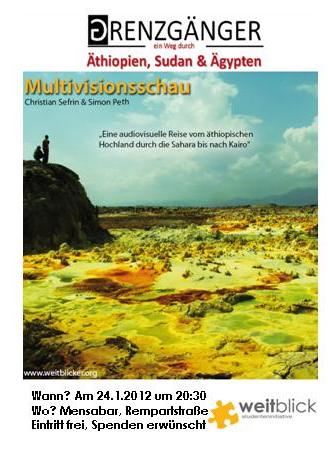 GRENZGÄNGER
ein Weg durch
Äthiopien, Sudan & Ägypten
Multivisionsschau
Christian Sefrin & Simon Peth
„Eine audiovisuelle Reise vom äthiopischen
Hochland durch die Sahara bis nach Kairo"
www.weitblicker.org
Wann? Am 24.1.2012 um 20:30
Wo? Mensabar, Rempartstraße
Eintritt frei, Spenden erwünscht
weitblick
studenteninitiative